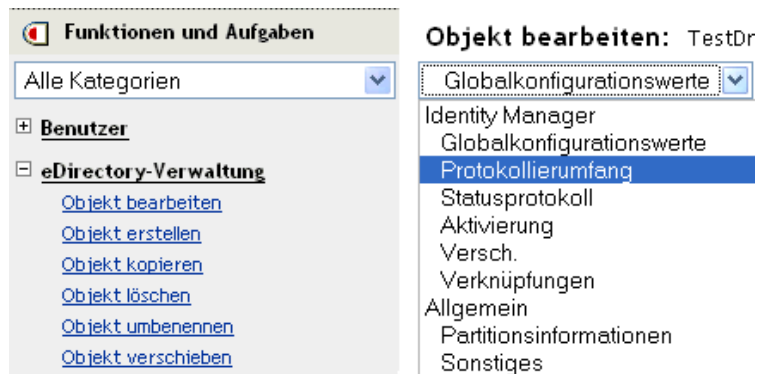 Funktionen und Aufgaben
Alle Kategorien
Benutzer
eDirectory-Verwaltung
Objekt bearbeiten
Objekt erstellen
Objekt kopieren
Objekt löschen
Objekt umbenennen
Objekt verschieben
Objekt bearbeiten: TestDr
Globalkonfigurationswerte
Identity Manager
Globalkonfigurationswerte
Protokollierumfang
Statusprotokoll
Aktivierung
Versch.
Verknüpfungen
Allgemein
Partitionsinformationen
Sonstiges